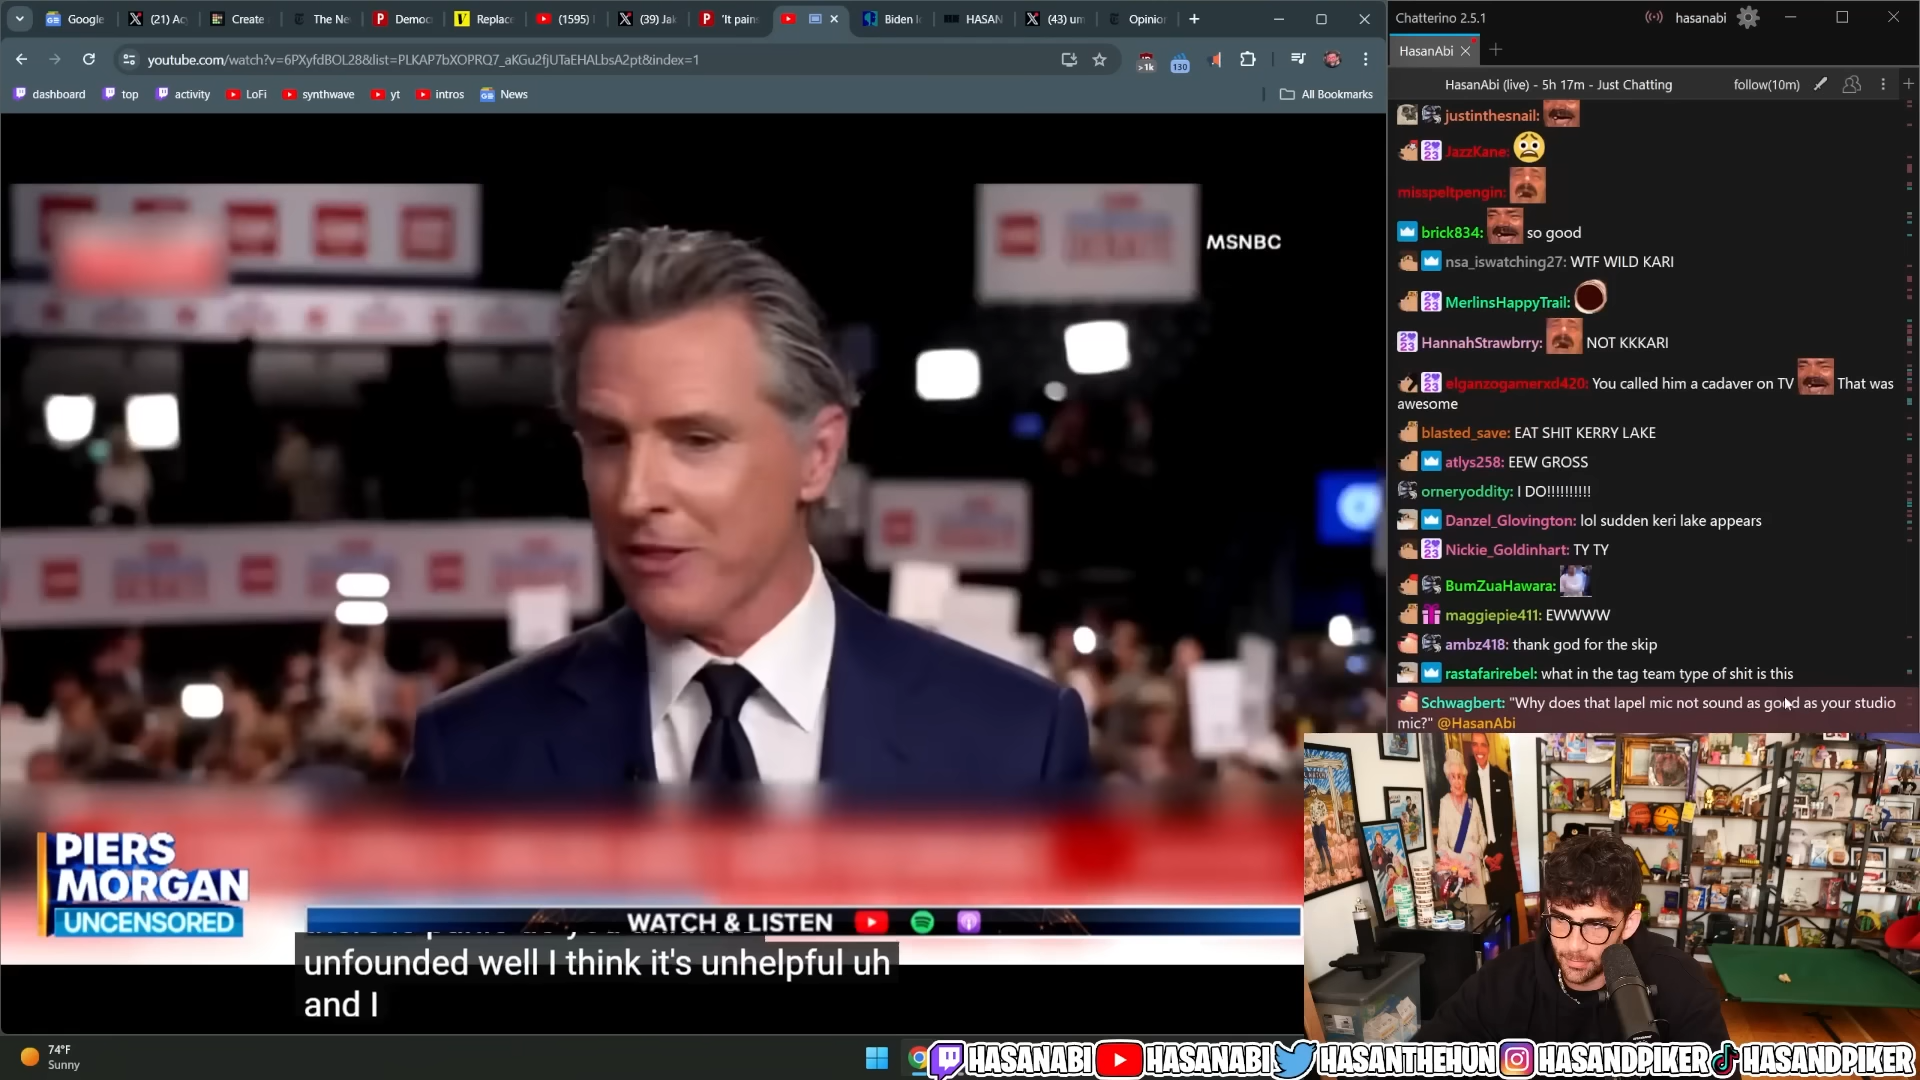 Google
(21) Ac
Create
The Ne
Democ
Replace
(1595)
(39) Jak
'It pains
Biden le
HASAN
(43) um
Opinion
youtube.com/watch?v=6PXyfdBOL28&list=PLKAP7bXOPRQ7_aKGu2fjUTaEHALbsA2pt&index=1
>1k
130
dashboard
top
activity
LoFi
synthwave
yt
intros
News
All Bookmarks
MSNBC
PIERS
MORGAN
UNCENSORED
WATCH & LISTEN
unfounded well I think it's unhelpful uh
and I
Chatterino 2.5.1
hasanabi
HasanAbi
HasanAbi (live) - 5h 17m - Just Chatting
follow(10m)
justinthesnail:
JazzKane:
misspeltpengin:
brick834: so good
nsa_iswatching27: WTF WILD KARI
MerlinsHappyTrail:
HannahStrawbrry: NOT KKKARI
elganzogamerxd420: You called him a cadaver on TV That was
awesome
blasted_save: EAT SHIT KERRY LAKE
atlys258: EEW GROSS
orneryoddity: I DO!!!!!!!!!!
Danzel_Glovington: lol sudden keri lake appears
Nickie_Goldinhart: TY TY
BumZuaHawara:
maggiepie411: EWWWW
ambz418: thank god for the skip
rastafarirebel: what in the tag team type of shit is this
Schwagbert: "Why does that lapel mic not sound as good as your studio
mic?" @HasanAbi
74°F
Sunny
HASANABI
HASANABI
HASANTHEHUN
HASANDPIKER
HASANDPIKER